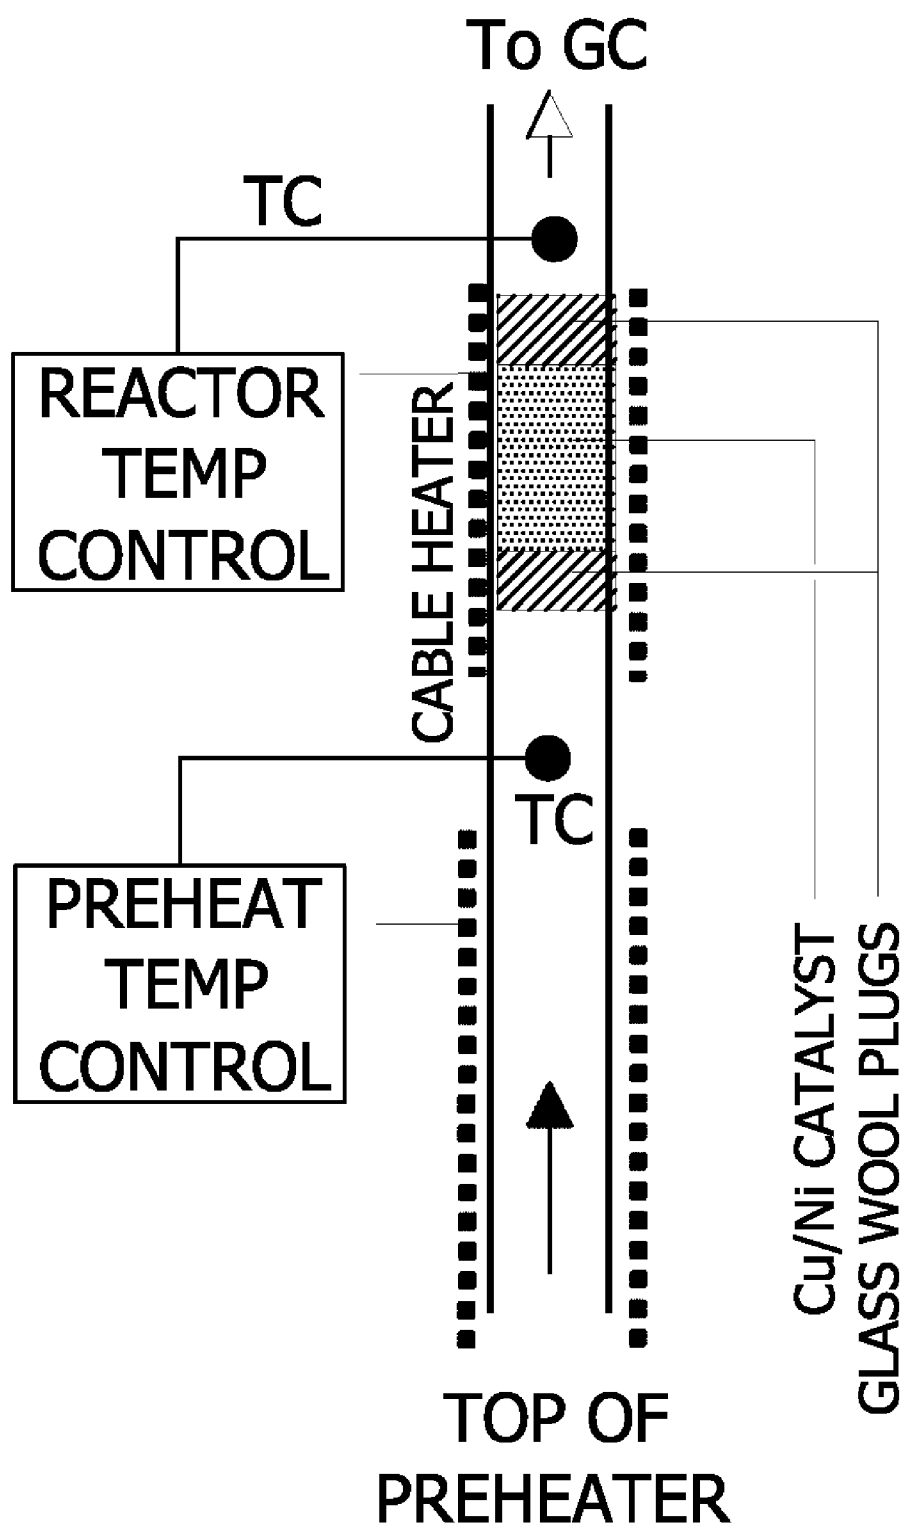 To GC
TC
REACTOR
TEMP
CONTROL
CABLE HEATER
TC
PREHEAT
TEMP
CONTROL
Cu/Ni CATALYST
GLASS WOOL PLUGS
TOP OF
PREHEATER